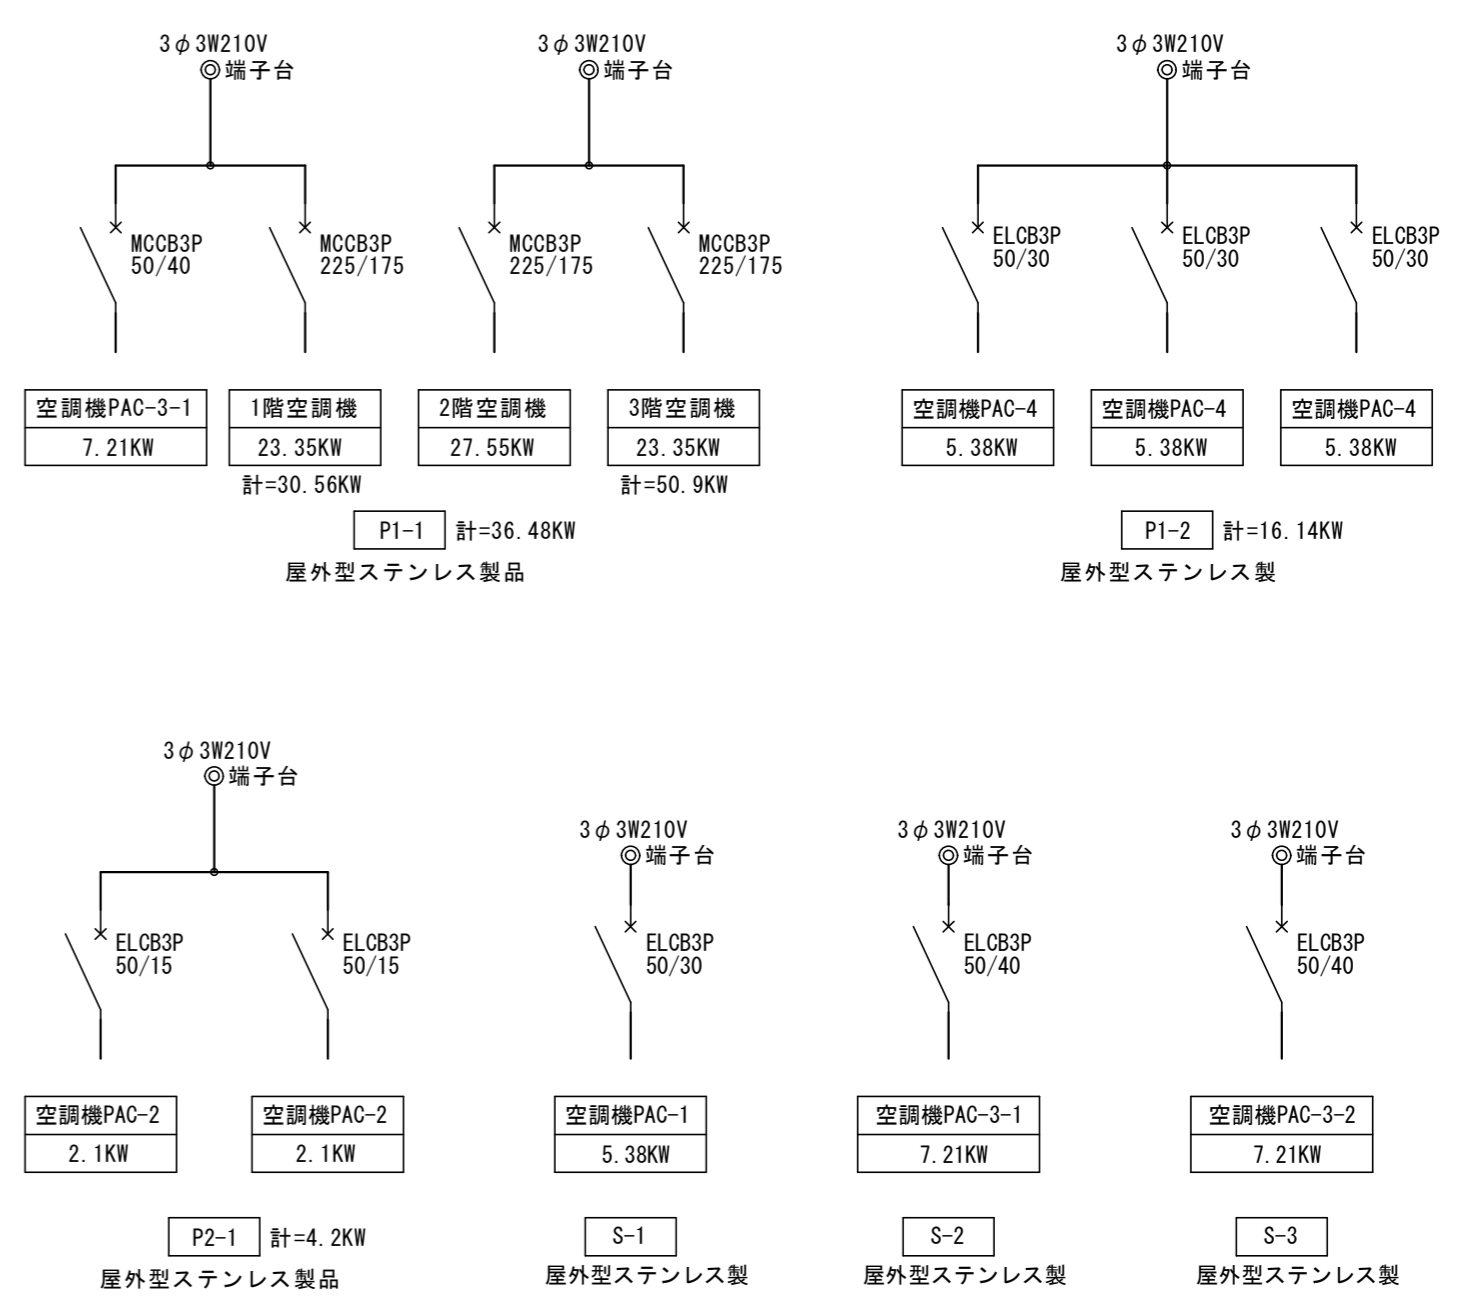 3φ3W210V
端子台
MCCB3P
50/40
MCCB3P
225/175
空調機PAC-3-1
7.21KW
1階空調機
23.35KW
計=30.56KW
3φ3W210V
端子台
MCCB3P
225/175
MCCB3P
225/175
2階空調機
27.55KW
3階空調機
23.35KW
計=50.9KW
P1-1 計=36.48KW
屋外型ステンレス製品
3φ3W210V
端子台
ELCB3P
50/30
ELCB3P
50/30
ELCB3P
50/30
空調機PAC-4
5.38KW
空調機PAC-4
5.38KW
空調機PAC-4
5.38KW
P1-2 計=16.14KW
屋外型ステンレス製
3φ3W210V
端子台
ELCB3P
50/15
ELCB3P
50/15
空調機PAC-2
2.1KW
空調機PAC-2
2.1KW
P2-1 計=4.2KW
屋外型ステンレス製品
3φ3W210V
端子台
ELCB3P
50/30
空調機PAC-1
5.38KW
S-1
屋外型ステンレス製
3φ3W210V
端子台
ELCB3P
50/40
空調機PAC-3-1
7.21KW
S-2
屋外型ステンレス製
3φ3W210V
端子台
ELCB3P
50/40
空調機PAC-3-2
7.21KW
S-3
屋外型ステンレス製